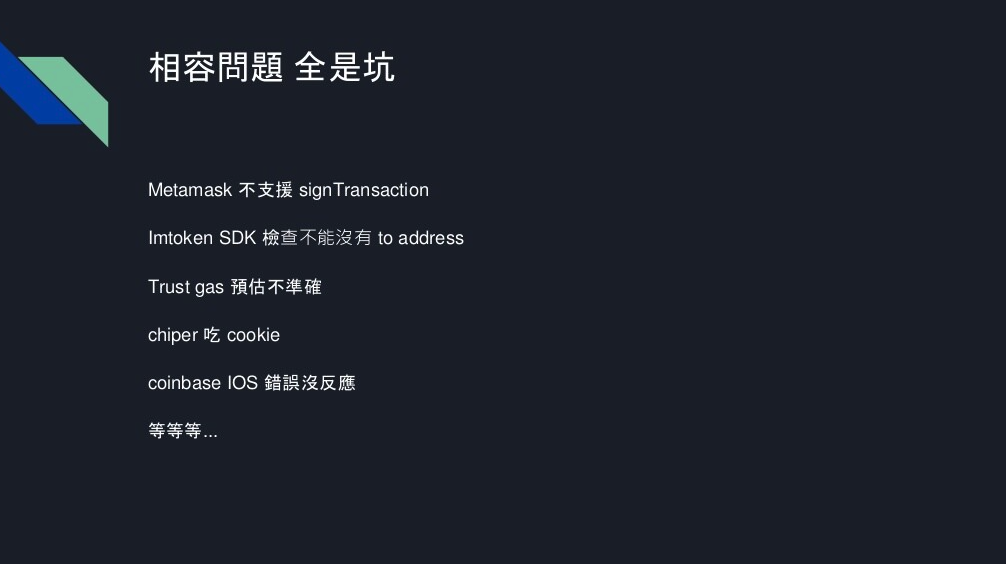 相容問題 全是坑
Metamask 不支援 signTransaction
Imtoken SDK 檢查不能沒有 to address
Trust gas 預估不準確
chiper 吃 cookie
coinbase IOS 錯誤沒反應
等等等...